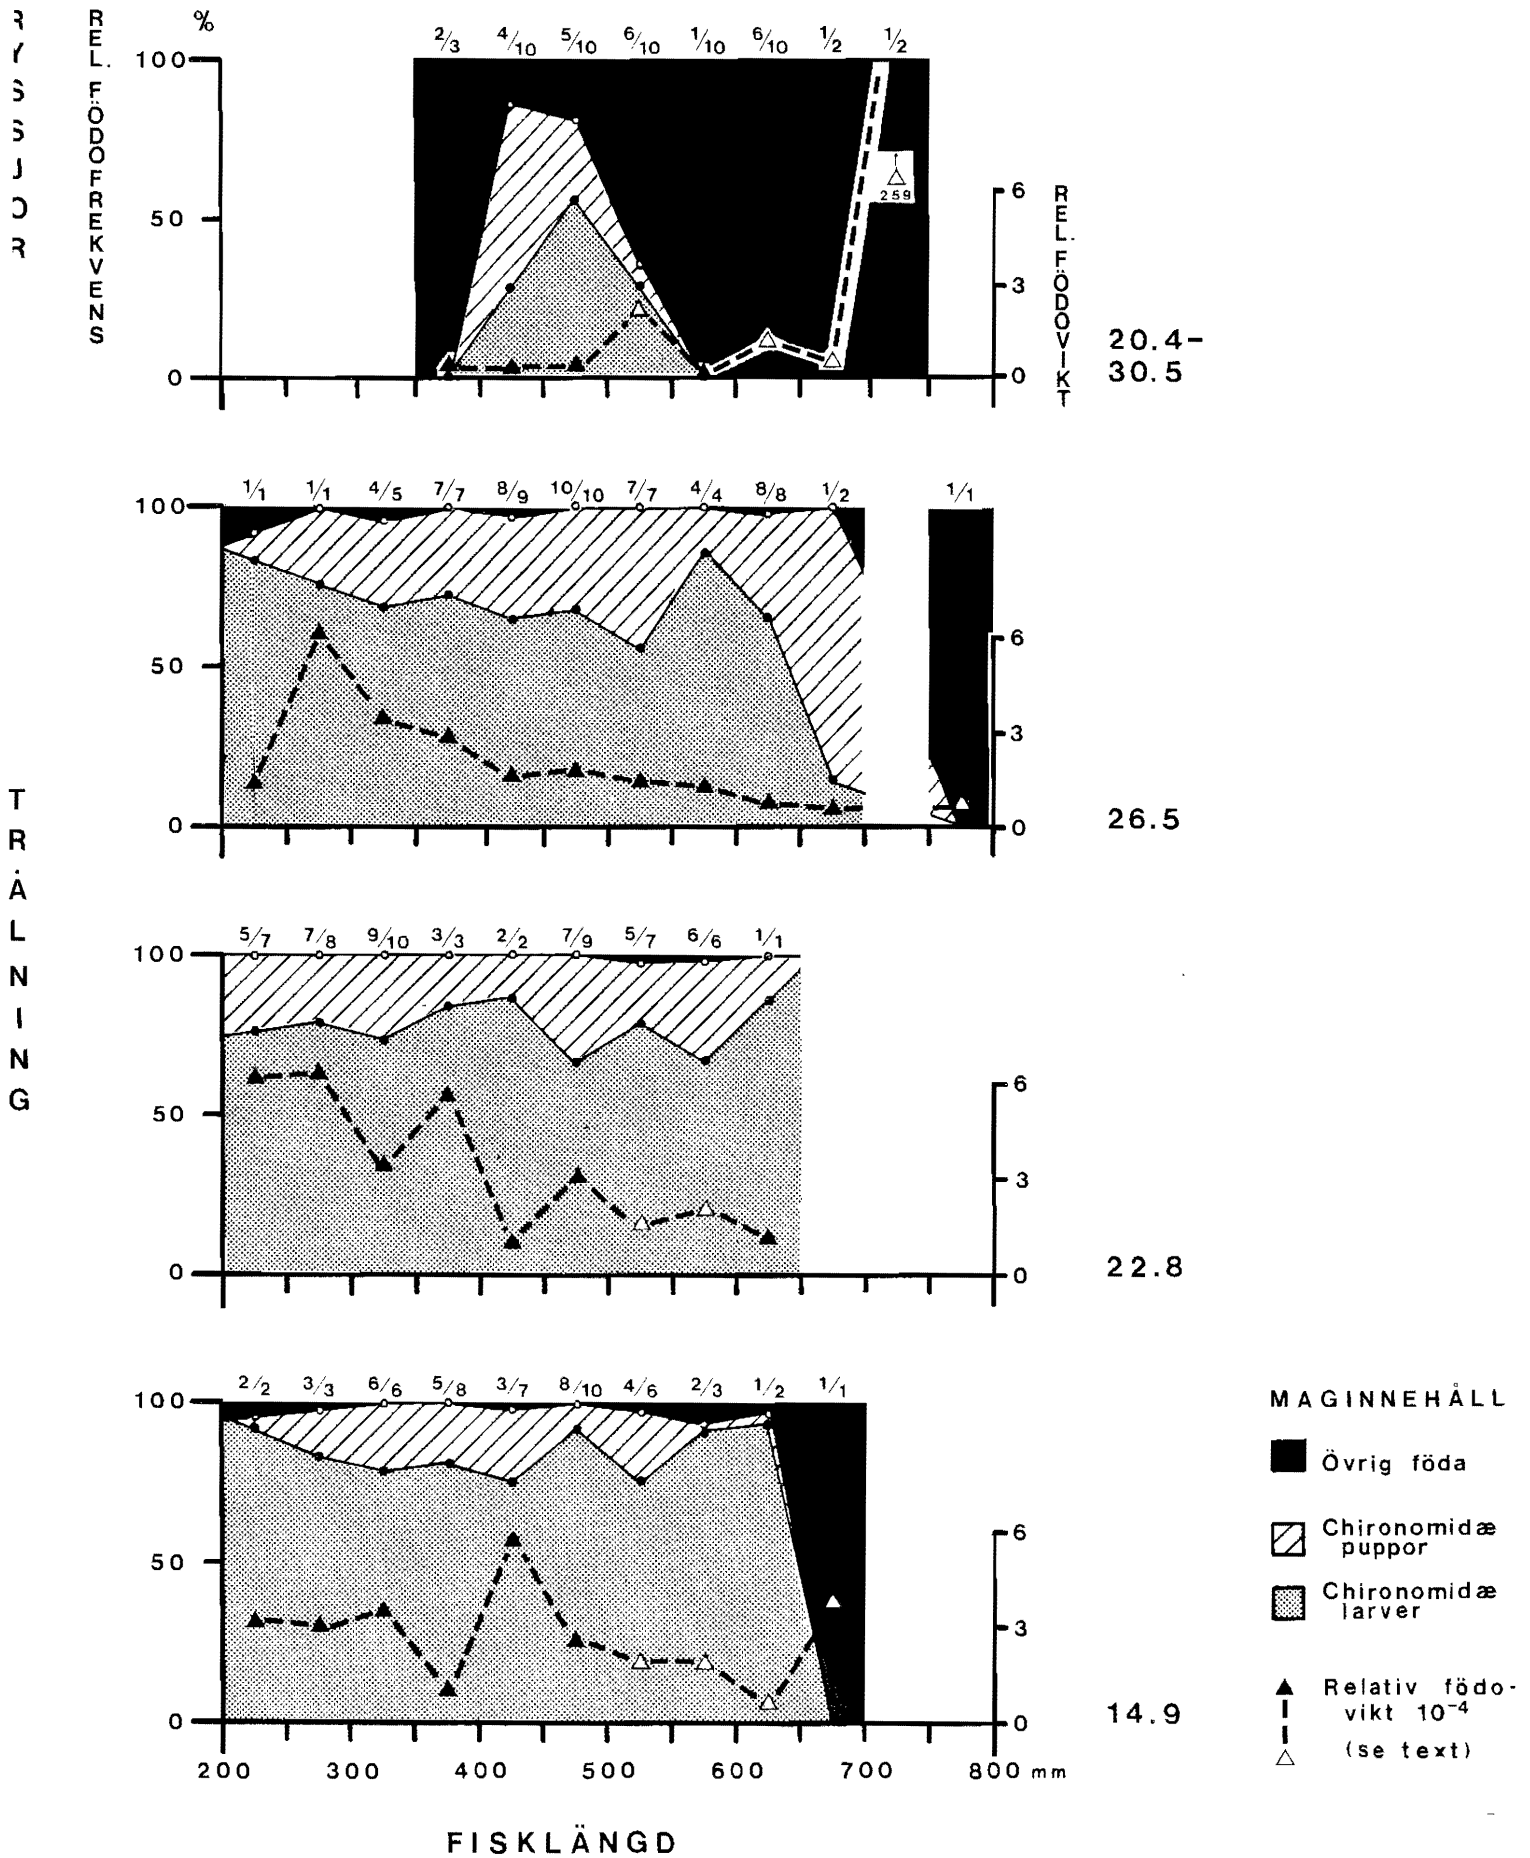 RYSSJOR
REL. FÖDOFREKVENS
%
2/3 4/10 5/10 6/10 1/10 6/10 1/2 1/2
100
50
0
259
6
3
0
REL. FÖDOVIKT
20.4-
30.5
TRÅLNING
1/1 1/1 4/5 7/7 8/9 10/10 7/7 4/4 8/8 1/2 1/1
100
50
0
6
3
0
26.5
5/7 7/8 9/10 3/3 2/2 7/9 5/7 6/6 1/1
100
50
0
6
3
0
22.8
2/2 3/3 6/6 5/8 3/7 8/10 4/6 2/3 1/2 1/1
100
50
0
6
3
0
14.9
200 300 400 500 600 700 800 mm
FISKLÄNGD
MAGINNEHÅLL
Övrig föda
Chironomidæ
puppor
Chironomidæ
larver
Relativ födo-
vikt 10⁻⁴
(se text)